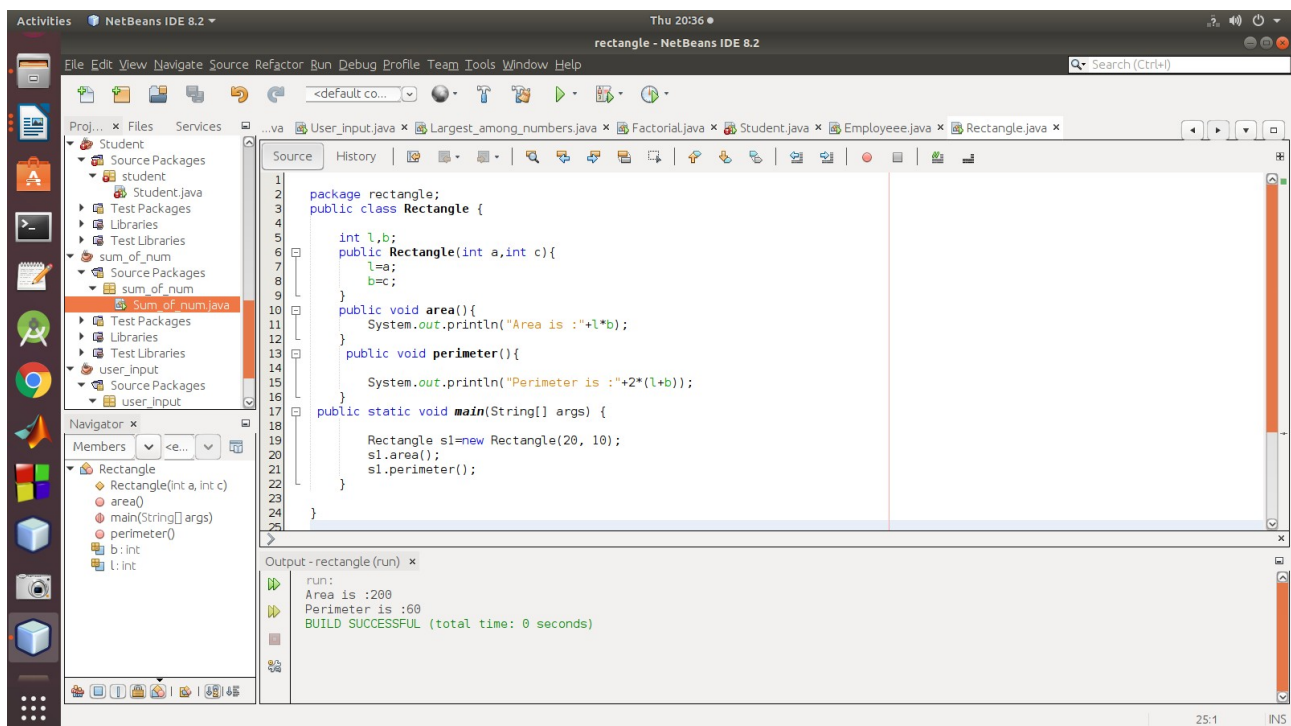 Activities NetBeans IDE 8.2 Thu 20:36
rectangle - NetBeans IDE 8.2
File Edit View Navigate Source Refactor Run Debug Profile Team Tools Window Help Search (Ctrl+I)
<default co...
Proj... Files Services
...va User_input.java Largest_among_numbers.java Factorial.java Student.java Employeee.java Rectangle.java
Student
Source Packages
student
Student.java
Test Packages
Libraries
Test Libraries
sum_of_num
Source Packages
sum_of_num
Sum_of_num.java
Test Packages
Libraries
Test Libraries
user_input
Source Packages
user_input
Navigator
Members <e...
Rectangle
Rectangle(int a, int c)
area()
main(String[] args)
perimeter()
b : int
l : int
Source History
1
2 package rectangle;
3 public class Rectangle {
4
5 int l,b;
6 public Rectangle(int a,int c){
7 l=a;
8 b=c;
9 }
10 public void area(){
11 System.out.println("Area is :"+l*b);
12 }
13 public void perimeter(){
14
15 System.out.println("Perimeter is :"+2*(l+b));
16 }
17 public static void main(String[] args) {
18
19 Rectangle s1=new Rectangle(20, 10);
20 s1.area();
21 s1.perimeter();
22 }
23
24 }
25
Output - rectangle (run)
run:
Area is :200
Perimeter is :60
BUILD SUCCESSFUL (total time: 0 seconds)
25:1 INS